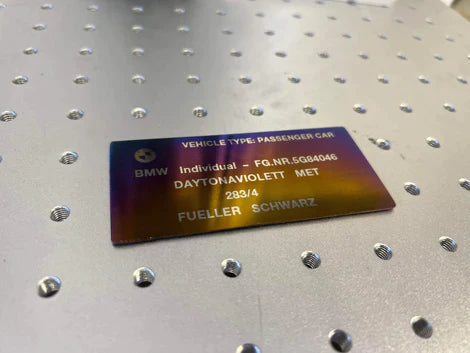 VEHICLE TYPE: PASSENGER CAR
BMW Individual - FG.NR.5G84046
DAYTONAVIOLETT MET
283/4
FUELLER SCHWARZ